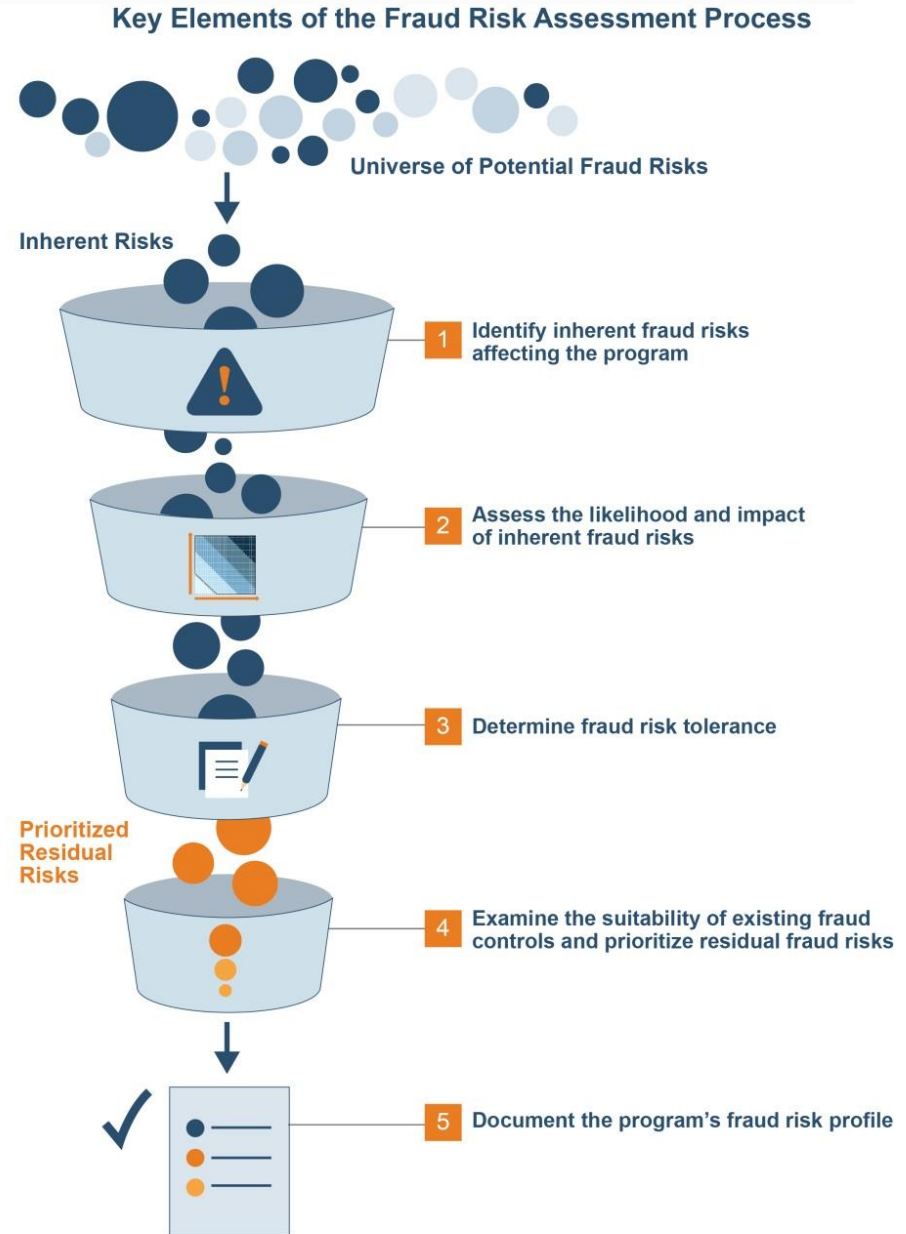 Key Elements of the Fraud Risk Assessment Process
Universe of Potential Fraud Risks
Inherent Risks
1
Identify inherent fraud risks
affecting the program
2
Assess the likelihood and impact
of inherent fraud risks
3
Determine fraud risk tolerance
Prioritized
Residual
Risks
4
Examine the suitability of existing fraud
controls and prioritize residual fraud risks
5
Document the program’s fraud risk profile